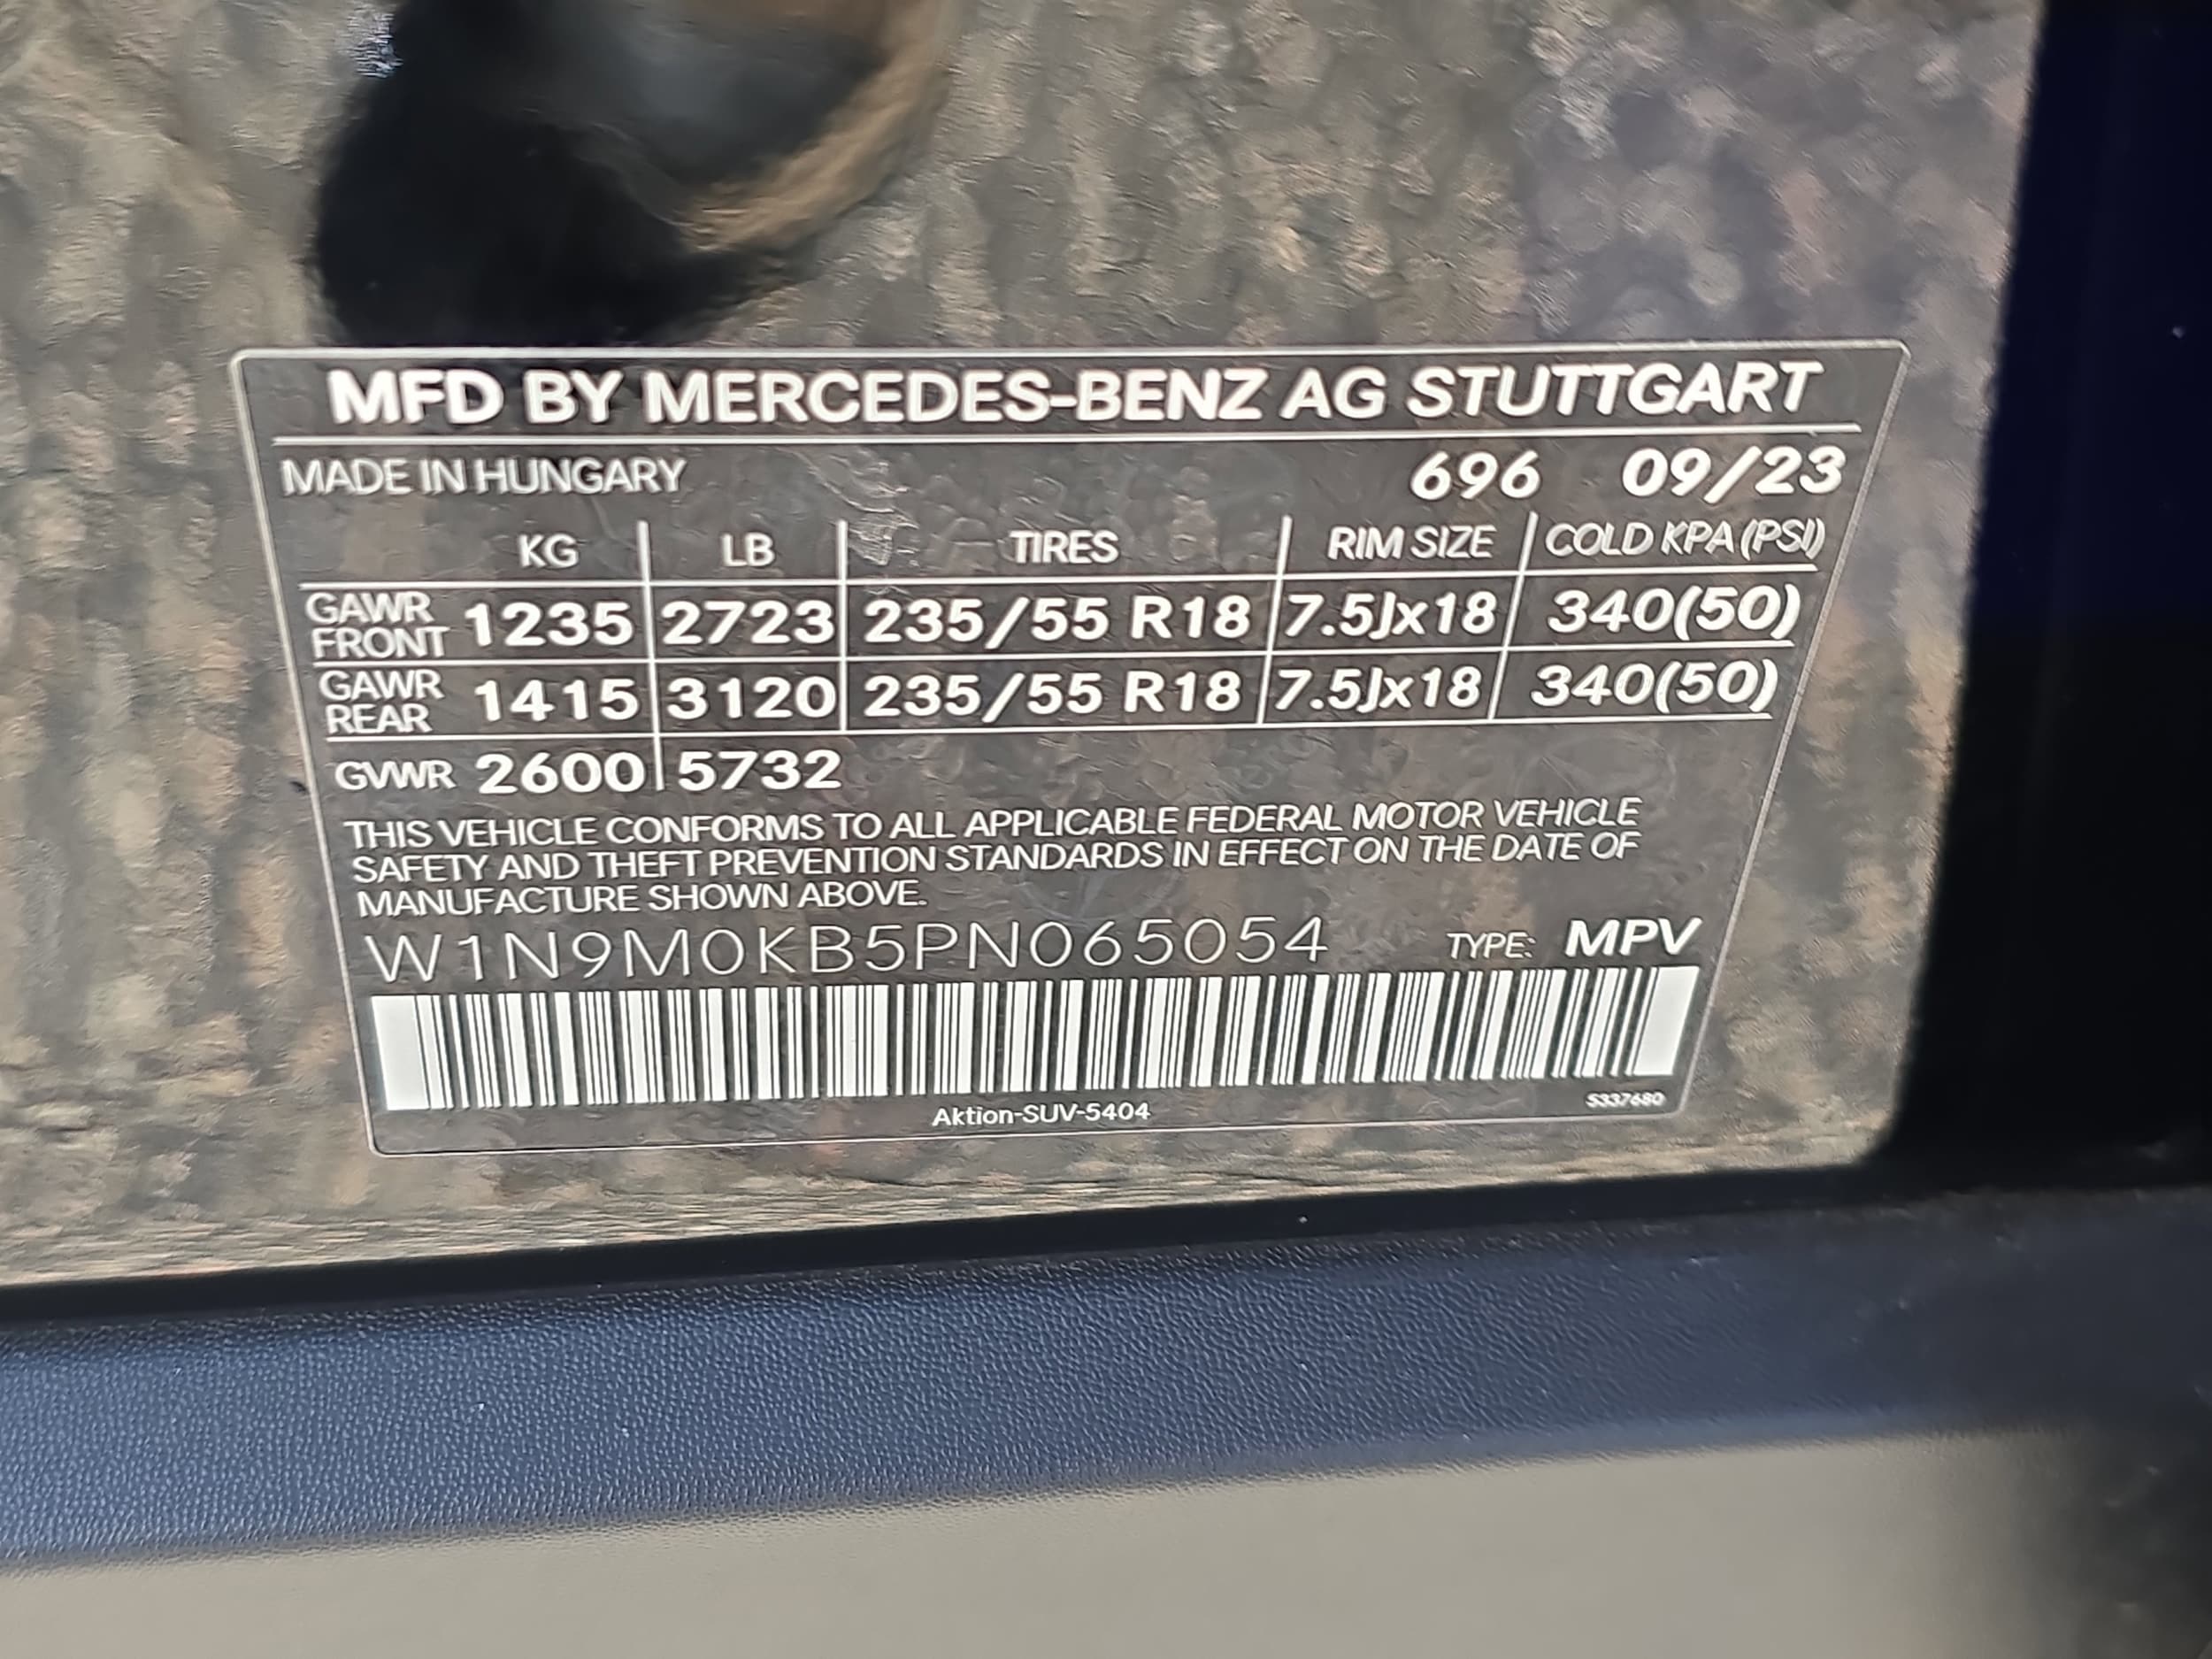 MFD BY MERCEDES-BENZ AG STUTTGART
MADE IN HUNGARY 696 09/23
KG LB TIRES RIM SIZE COLD KPA (PSI)
GAWR FRONT 1235 2723 235/55 R18 7.5Jx18 340(50)
GAWR REAR 1415 3120 235/55 R18 7.5Jx18 340(50)
GVWR 2600 5732
THIS VEHICLE CONFORMS TO ALL APPLICABLE FEDERAL MOTOR VEHICLE
SAFETY AND THEFT PREVENTION STANDARDS IN EFFECT ON THE DATE OF
MANUFACTURE SHOWN ABOVE.
W1N9M0KB5PN065054 TYPE: MPV
Aktion-SUV-5404 S337680